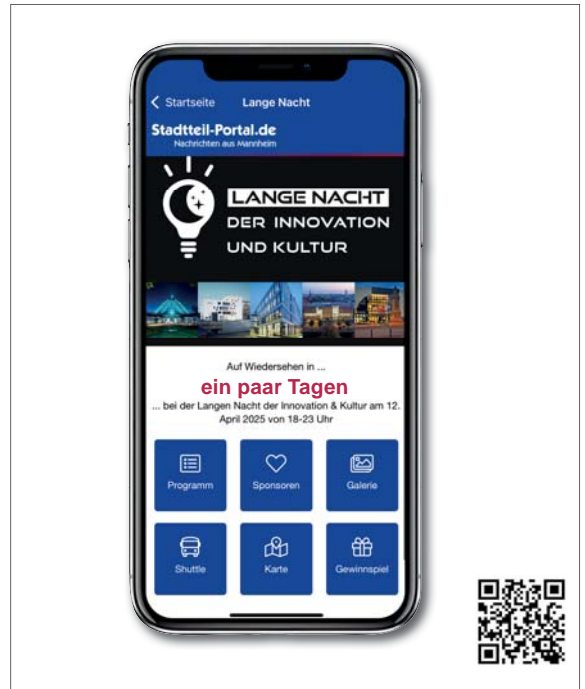 Startseite
Lange Nacht
Stadtteil-Portal.de
Nachrichten aus Mannheim
LANGE NACHT
DER INNOVATION
UND KULTUR
Auf Wiedersehen in ...
ein paar Tagen
... bei der Langen Nacht der Innovation & Kultur am 12.
April 2025 von 18-23 Uhr
Programm
Sponsoren
Galerie
Shuttle
Karte
Gewinnspiel